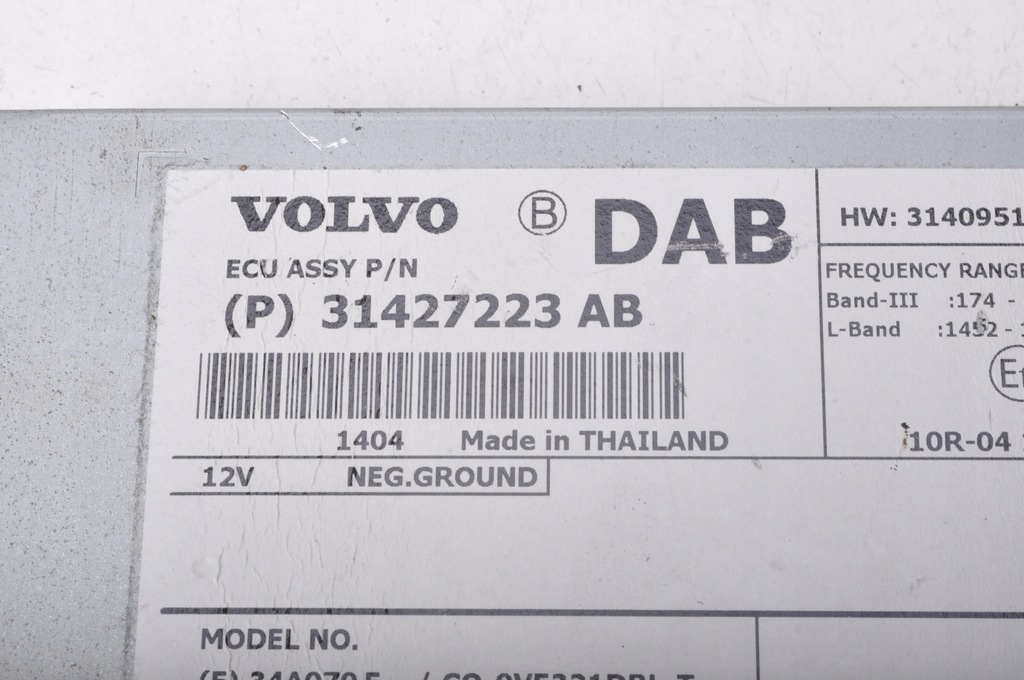 VOLVO Ⓑ DAB
ECU ASSY P/N
(P) 31427223 AB
1404 Made in THAILAND
12V NEG.GROUND
HW: 3140951
FREQUENCY RANGE
Band-III :174 -
L-Band :1452 -
10R-04
MODEL NO.